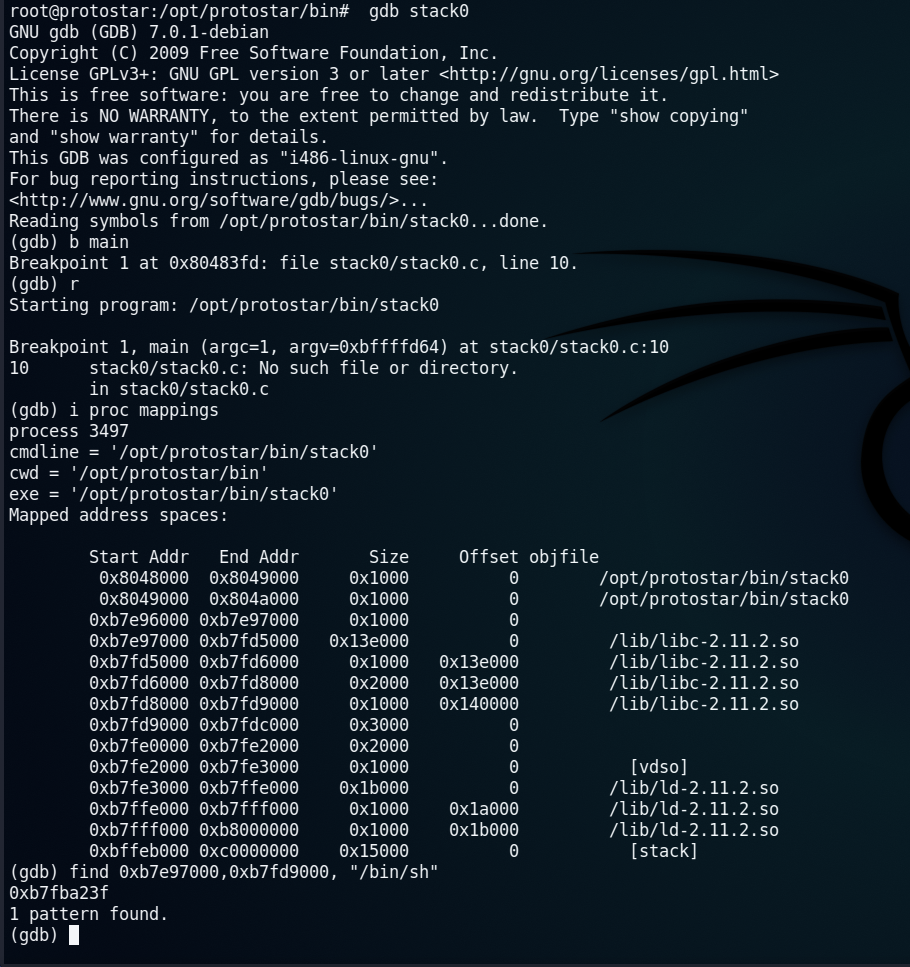 root@protostar:/opt/protostar/bin#  gdb stack0
GNU gdb (GDB) 7.0.1-debian
Copyright (C) 2009 Free Software Foundation, Inc.
License GPLv3+: GNU GPL version 3 or later <http://gnu.org/licenses/gpl.html>
This is free software: you are free to change and redistribute it.
There is NO WARRANTY, to the extent permitted by law.  Type "show copying"
and "show warranty" for details.
This GDB was configured as "i486-linux-gnu".
For bug reporting instructions, please see:
<http://www.gnu.org/software/gdb/bugs/>...
Reading symbols from /opt/protostar/bin/stack0...done.
(gdb) b main
Breakpoint 1 at 0x80483fd: file stack0/stack0.c, line 10.
(gdb) r
Starting program: /opt/protostar/bin/stack0

Breakpoint 1, main (argc=1, argv=0xbffffd64) at stack0/stack0.c:10
10      stack0/stack0.c: No such file or directory.
        in stack0/stack0.c
(gdb) i proc mappings
process 3497
cmdline = '/opt/protostar/bin/stack0'
cwd = '/opt/protostar/bin'
exe = '/opt/protostar/bin/stack0'
Mapped address spaces:

        Start Addr   End Addr       Size     Offset objfile
         0x8048000  0x8049000     0x1000          0        /opt/protostar/bin/stack0
         0x8049000  0x804a000     0x1000          0        /opt/protostar/bin/stack0
        0xb7e96000 0xb7e97000     0x1000          0
        0xb7e97000 0xb7fd5000   0x13e000          0         /lib/libc-2.11.2.so
        0xb7fd5000 0xb7fd6000     0x1000   0x13e000         /lib/libc-2.11.2.so
        0xb7fd6000 0xb7fd8000     0x2000   0x13e000         /lib/libc-2.11.2.so
        0xb7fd8000 0xb7fd9000     0x1000   0x140000         /lib/libc-2.11.2.so
        0xb7fd9000 0xb7fdc000     0x3000          0
        0xb7fe0000 0xb7fe2000     0x2000          0
        0xb7fe2000 0xb7fe3000     0x1000          0           [vdso]
        0xb7fe3000 0xb7ffe000    0x1b000          0         /lib/ld-2.11.2.so
        0xb7ffe000 0xb7fff000     0x1000    0x1a000         /lib/ld-2.11.2.so
        0xb7fff000 0xb8000000     0x1000    0x1b000         /lib/ld-2.11.2.so
        0xbffeb000 0xc0000000    0x15000          0           [stack]
(gdb) find 0xb7e97000,0xb7fd9000, "/bin/sh"
0xb7fba23f
1 pattern found.
(gdb)